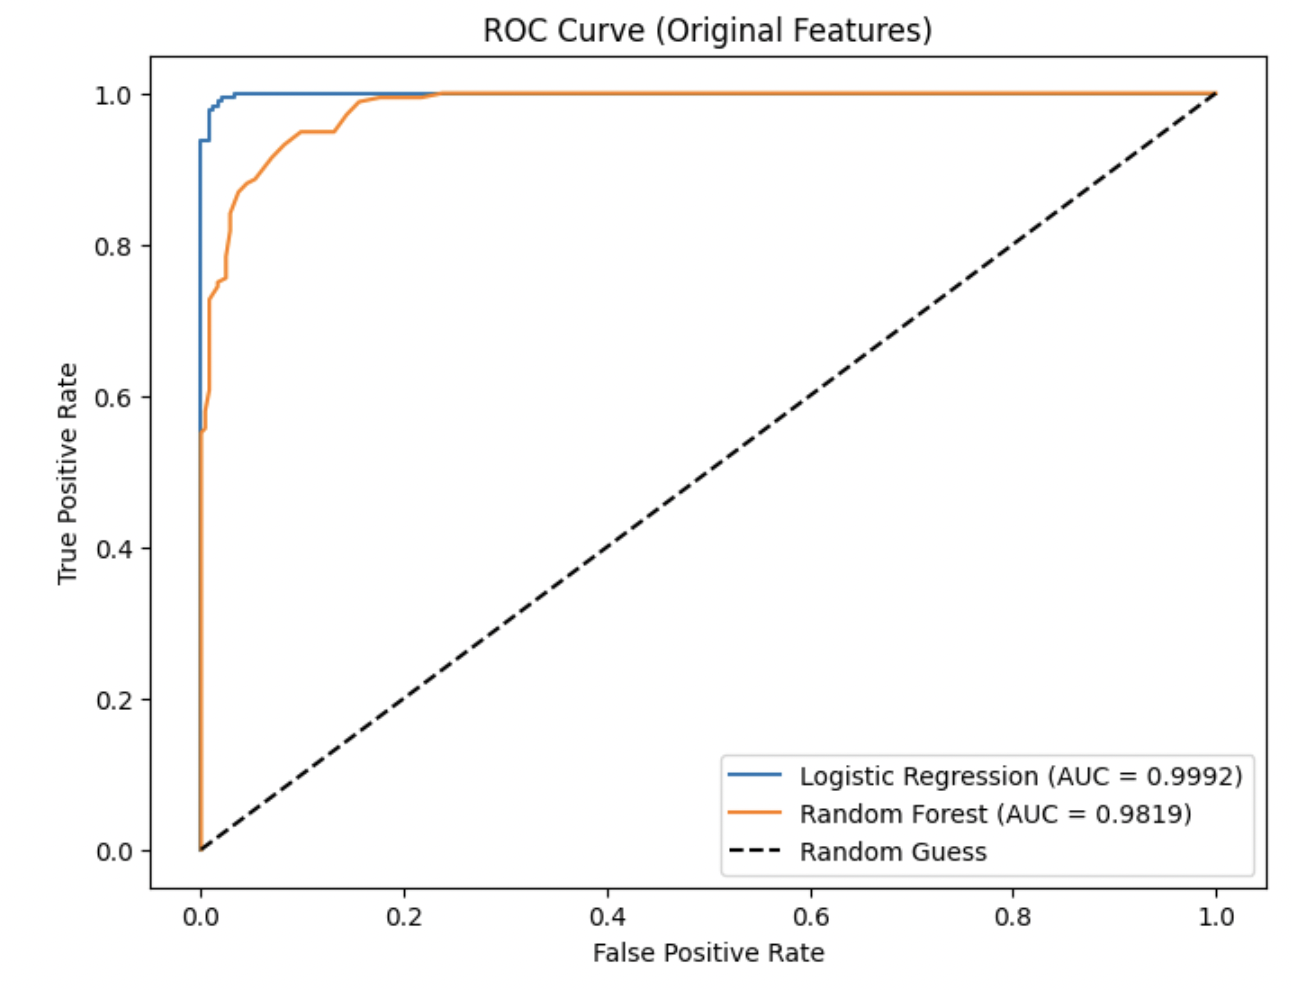 ROC Curve (Original Features)
1.0
0.8
0.6
0.4
0.2
0.0
True Positive Rate
0.0 0.2 0.4 0.6 0.8 1.0
False Positive Rate
Logistic Regression (AUC = 0.9992)
Random Forest (AUC = 0.9819)
Random Guess